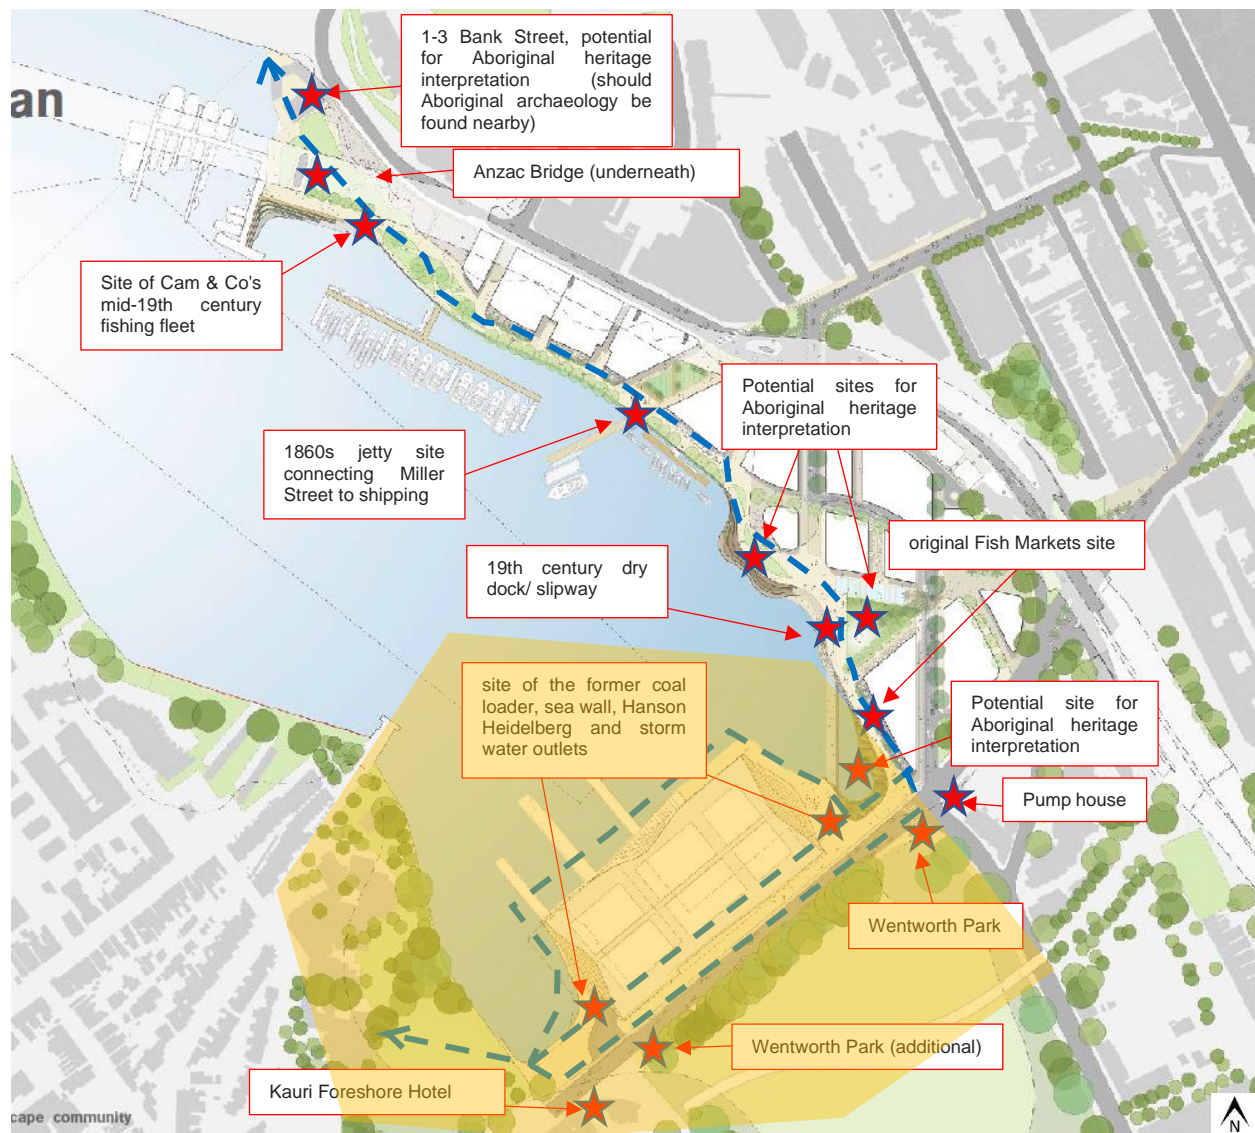 1-3 Bank Street, potential
for Aboriginal heritage
interpretation (should
Aboriginal archaeology be
found nearby)
an
Anzac Bridge (underneath)
Site of Cam & Co's
mid-19th century
fishing fleet
Potential sites for
Aboriginal heritage
interpretation
1860s jetty site
connecting Miller
Street to shipping
original Fish Markets site
19th century dry
dock/ slipway
site of the former coal
loader, sea wall, Hanson
Heidelberg and storm
water outlets
Potential site for
Aboriginal heritage
interpretation
Pump house
Wentworth Park
Wentworth Park (additional)
Kauri Foreshore Hotel
cape community
N